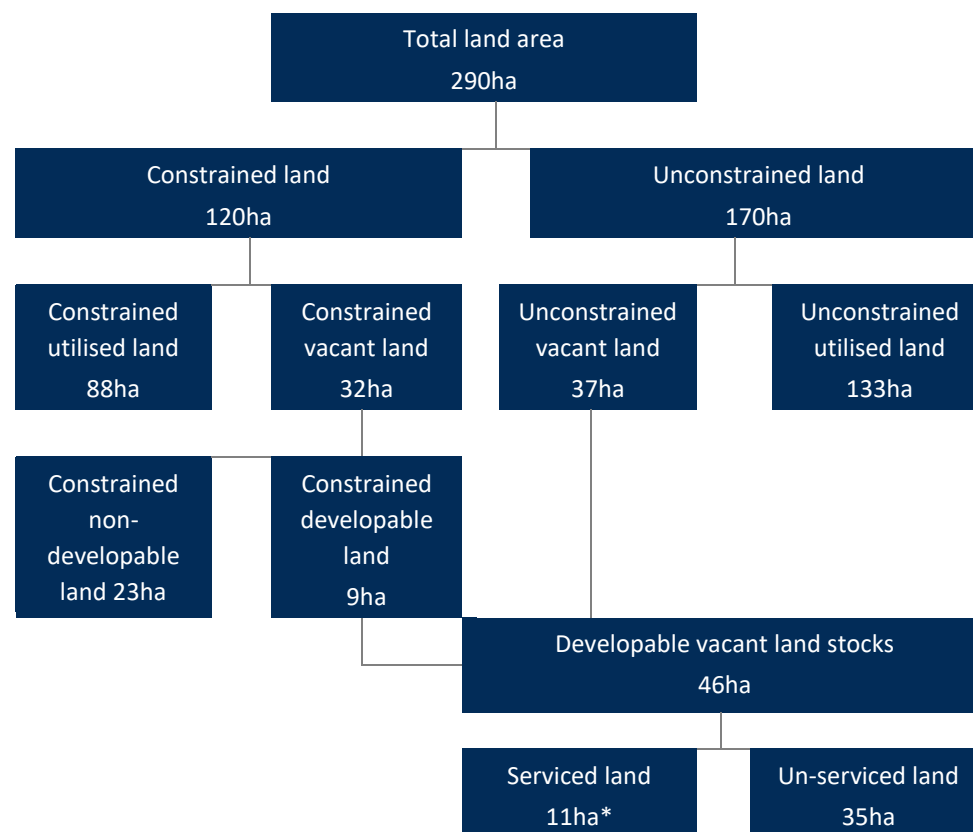 Total land area
290ha
Constrained land
120ha
Unconstrained land
170ha
Constrained
utilised land
88ha
Constrained
vacant land
32ha
Unconstrained
vacant land
37ha
Unconstrained
utilised land
133ha
Constrained
non-
developable
land 23ha
Constrained
developable
land
9ha
Developable vacant land stocks
46ha
Serviced land
11ha*
Un-serviced land
35ha